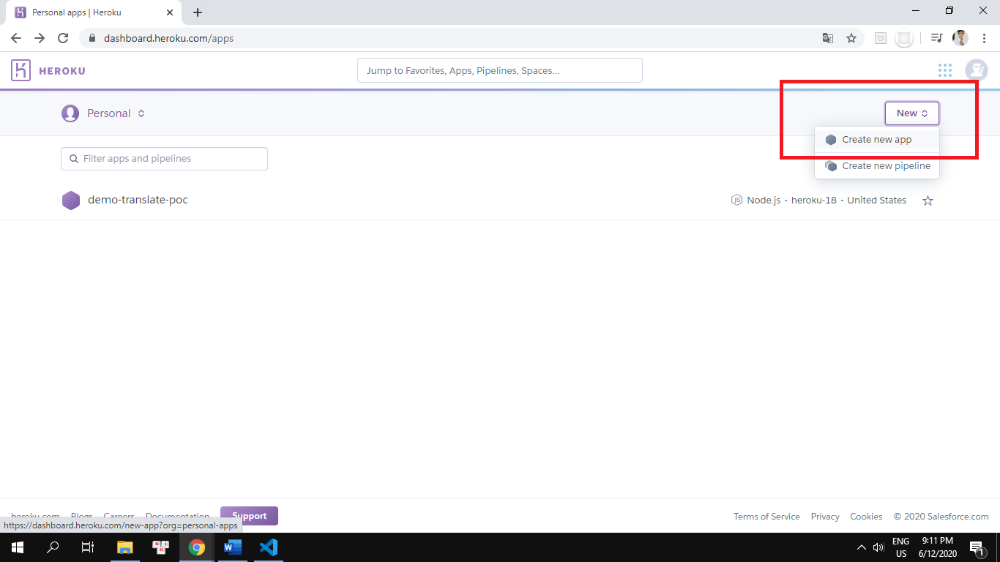 Personal apps | Heroku
dashboard.heroku.com/apps
HEROKU
Jump to Favorites, Apps, Pipelines, Spaces...
Personal
New
Create new app
Filter apps and pipelines
Create new pipeline
demo-translate-poc
JS Node.js · heroku-18 · United States
heroku.com Blogs Careers Documentation Support
Terms of Service Privacy Cookies © 2020 Salesforce.com
https://dashboard.heroku.com/new-app?org=personal-apps
ENG 9:11 PM
US 6/12/2020
1